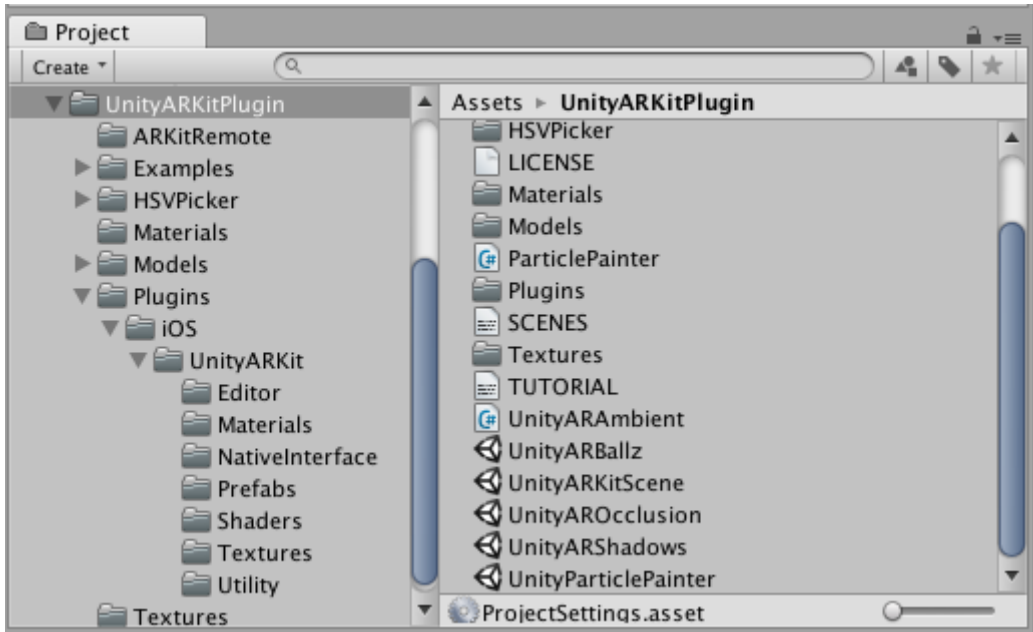 Project
Create
UnityARKitPlugin
ARKitRemote
Examples
HSVPicker
Materials
Models
Plugins
iOS
UnityARKit
Editor
Materials
NativeInterface
Prefabs
Shaders
Textures
Utility
Textures
Assets ▸ UnityARKitPlugin
HSVPicker
LICENSE
Materials
Models
ParticlePainter
Plugins
SCENES
Textures
TUTORIAL
UnityARAmbient
UnityARBallz
UnityARKitScene
UnityAROcclusion
UnityARShadows
UnityParticlePainter
ProjectSettings.asset